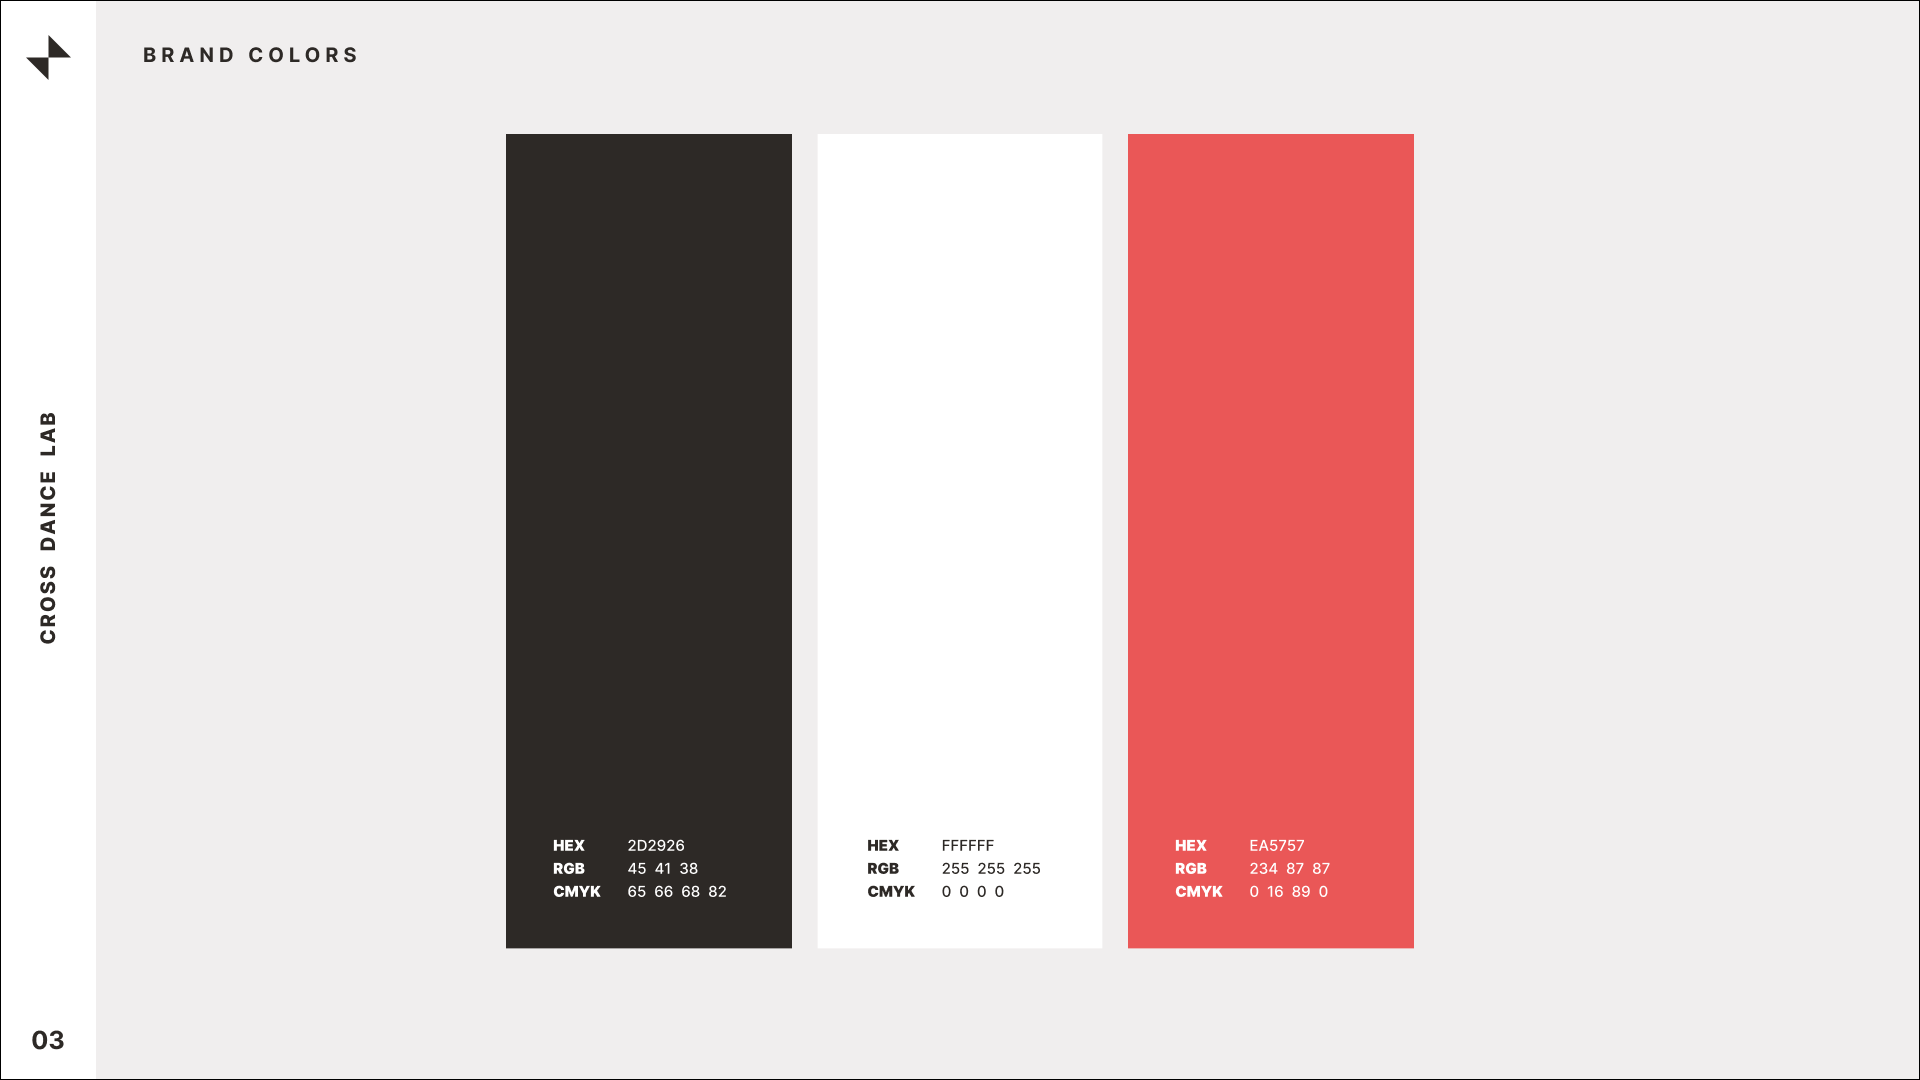 BRAND COLORS
CROSS DANCE LAB
HEX 2D2926
RGB 45 41 38
CMYK 65 66 68 82
HEX FFFFFF
RGB 255 255 255
CMYK 0 0 0 0
HEX EA5757
RGB 234 87 87
CMYK 0 16 89 0
03